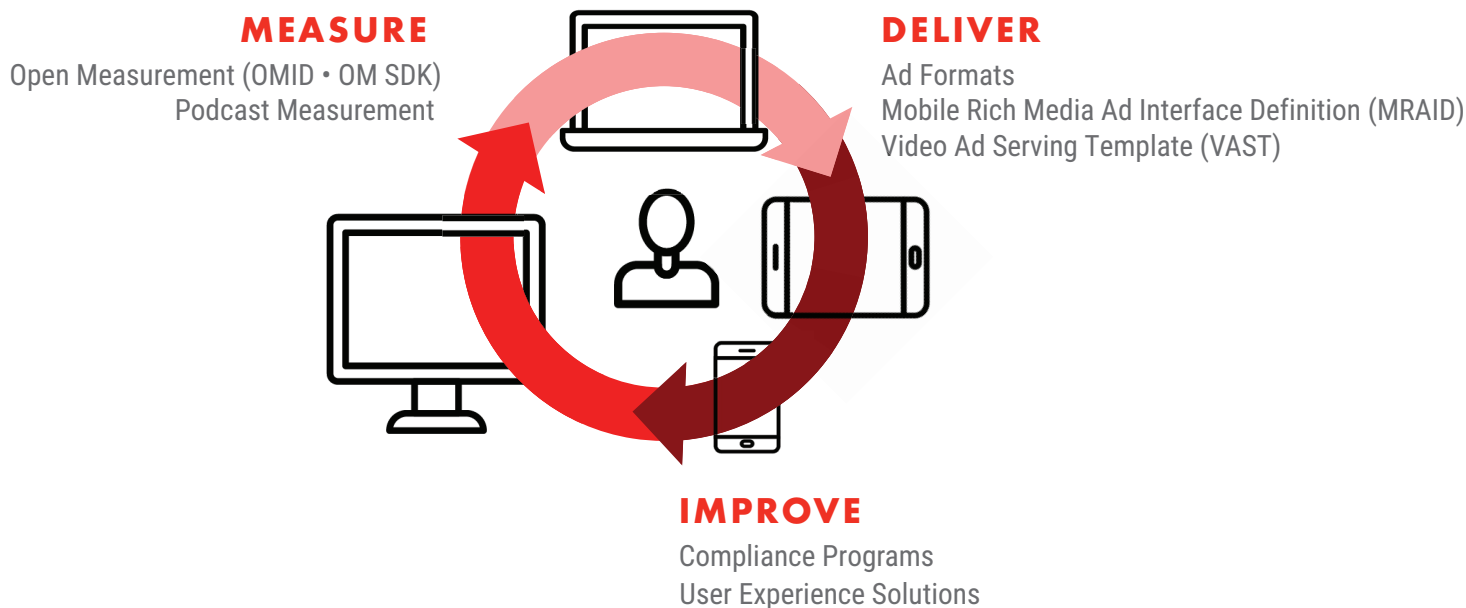 MEASURE
Open Measurement (OMID • OM SDK)
Podcast Measurement
DELIVER
Ad Formats
Mobile Rich Media Ad Interface Definition (MRAID)
Video Ad Serving Template (VAST)
IMPROVE
Compliance Programs
User Experience Solutions